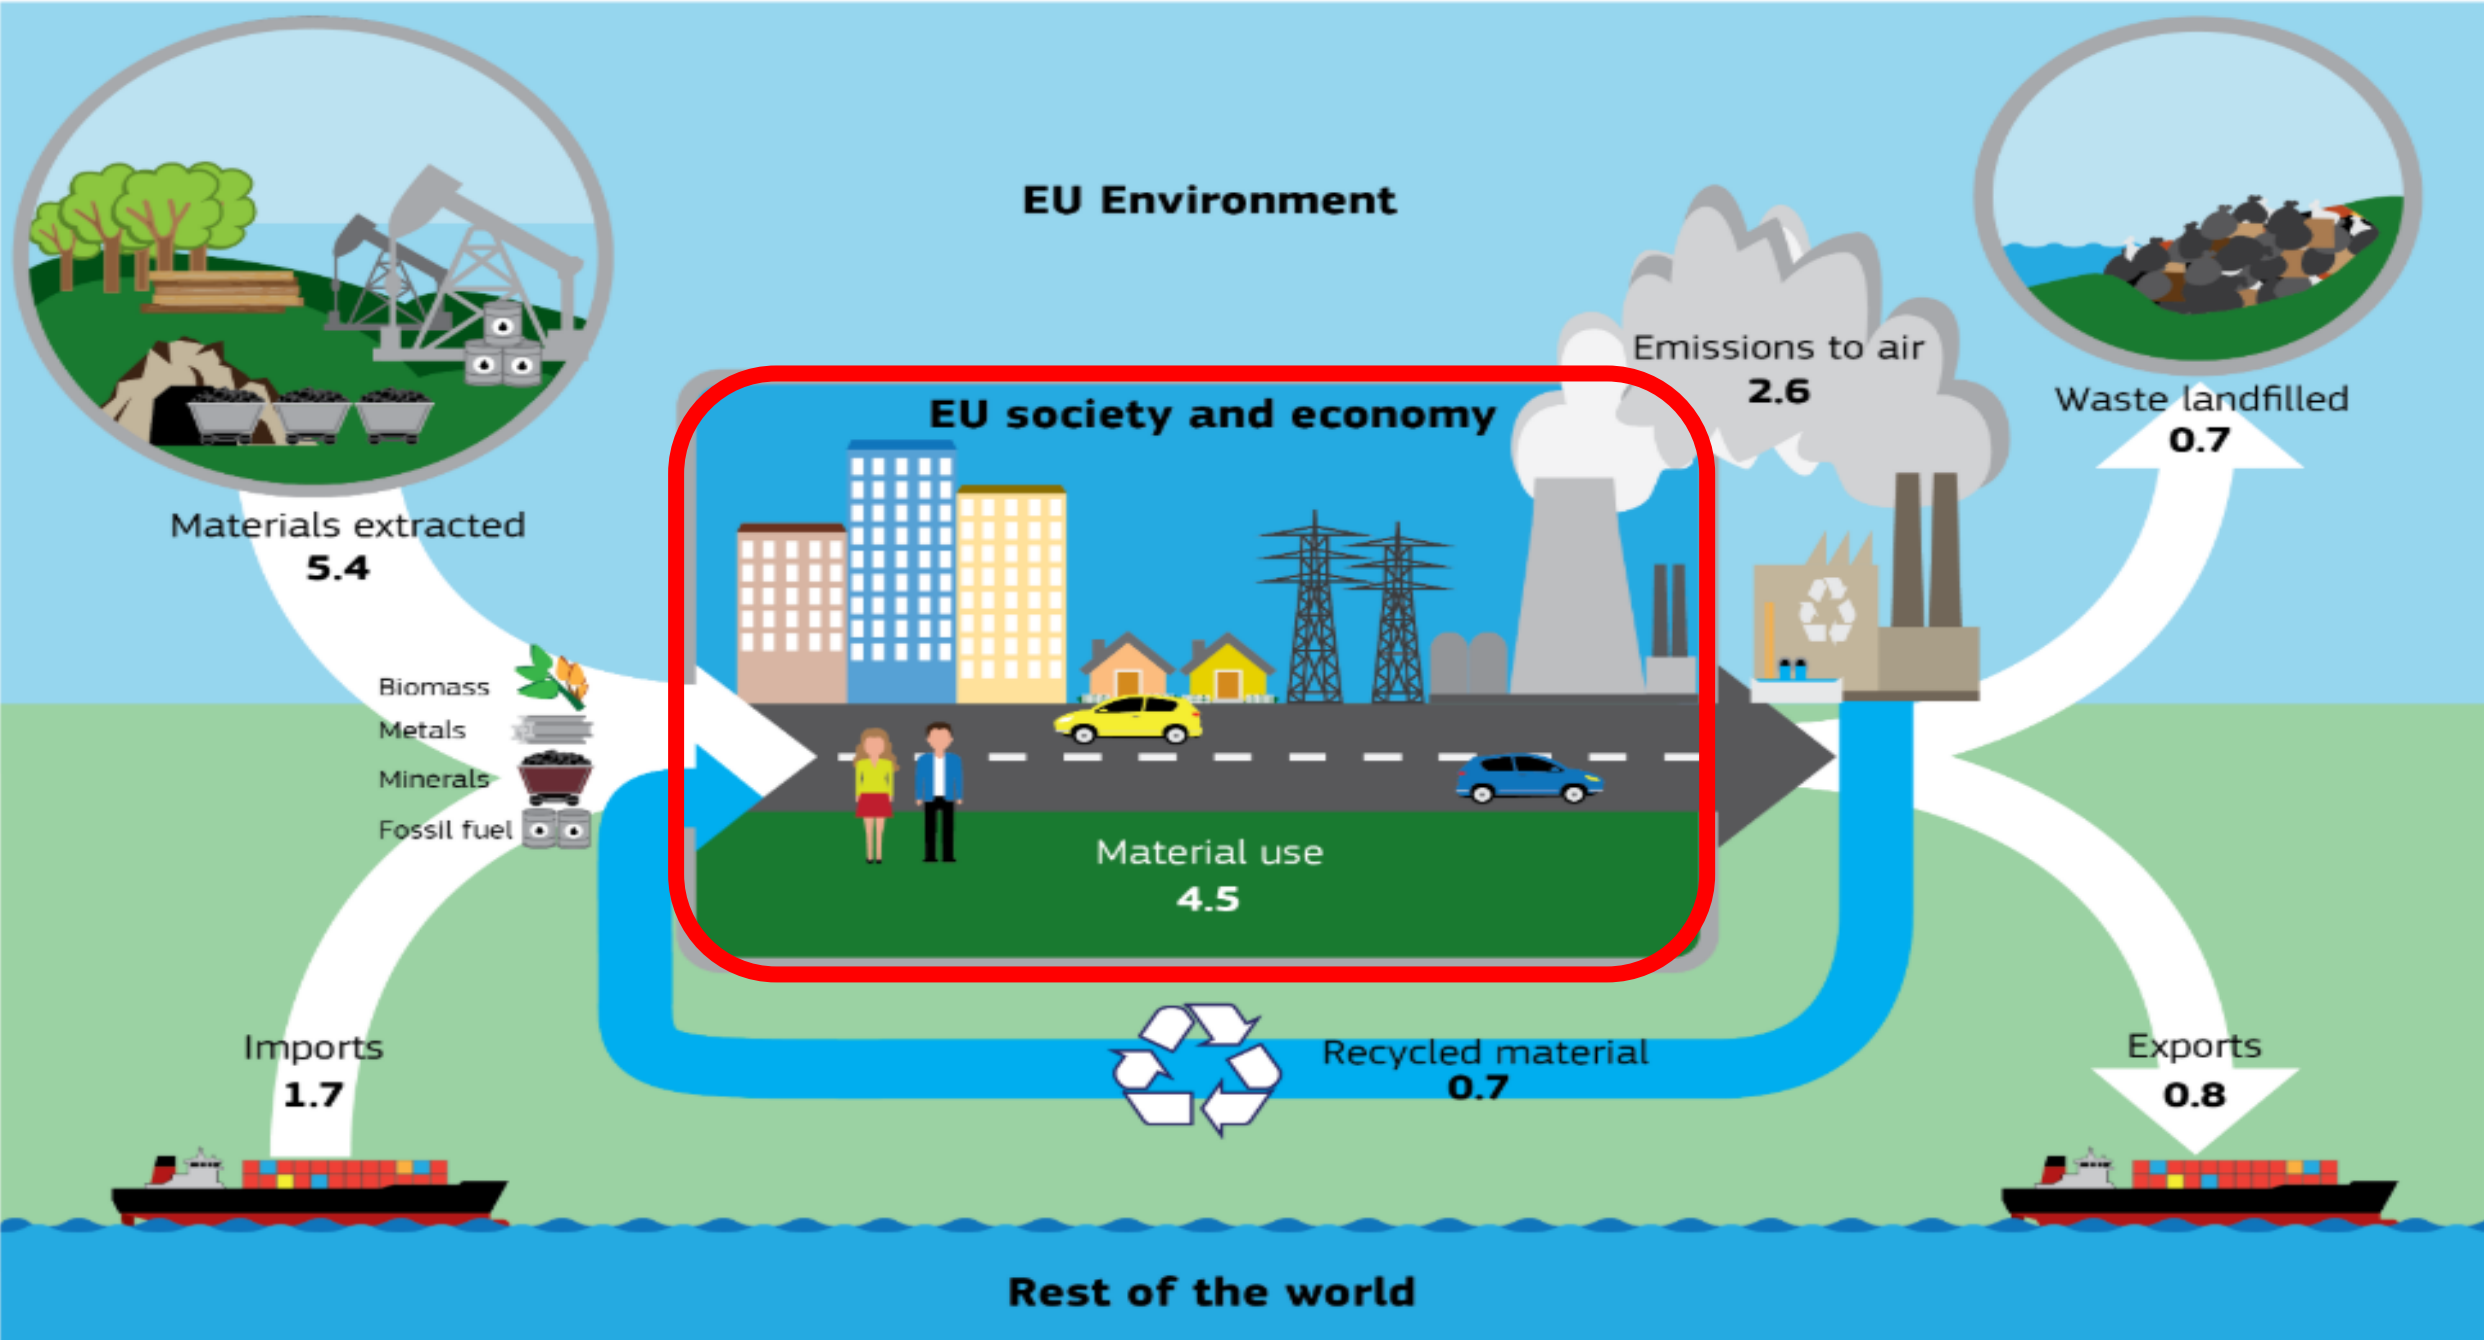 EU Environment
Emissions to air
2.6
Waste landfilled
0.7
EU society and economy
Materials extracted
5.4
Biomass
Metals
Minerals
Fossil fuel
Material use
4.5
Imports
1.7
Recycled material
0.7
Exports
0.8
Rest of the world